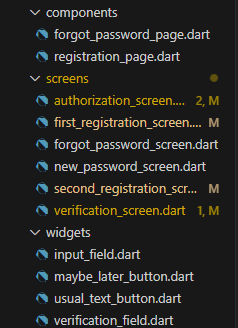 components
forgot_password_page.dart
registration_page.dart
screens
authorization_screen.... 2, M
first_registration_screen.... M
forgot_password_screen.dart
new_password_screen.dart
second_registration_scr... M
verification_screen.dart 1, M
widgets
input_field.dart
maybe_later_button.dart
usual_text_button.dart
verification_field.dart